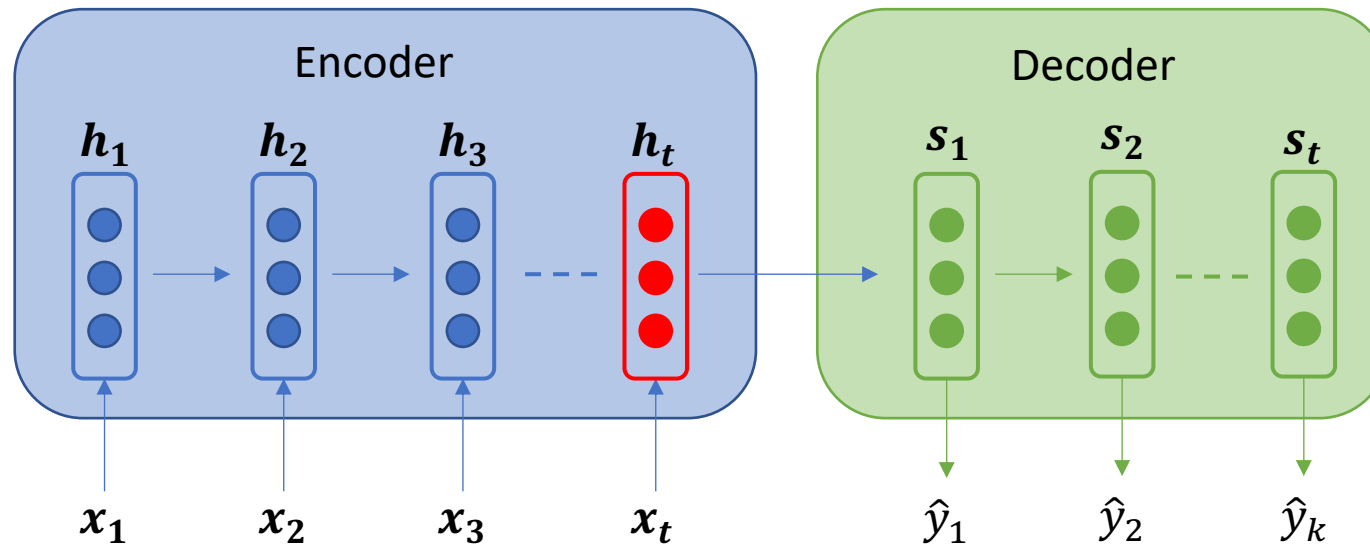 Encoder Decoder
h₁ h₂ h₃ hₜ s₁ s₂ sₜ
x₁ x₂ x₃ xₜ ŷ₁ ŷ₂ ŷₖ